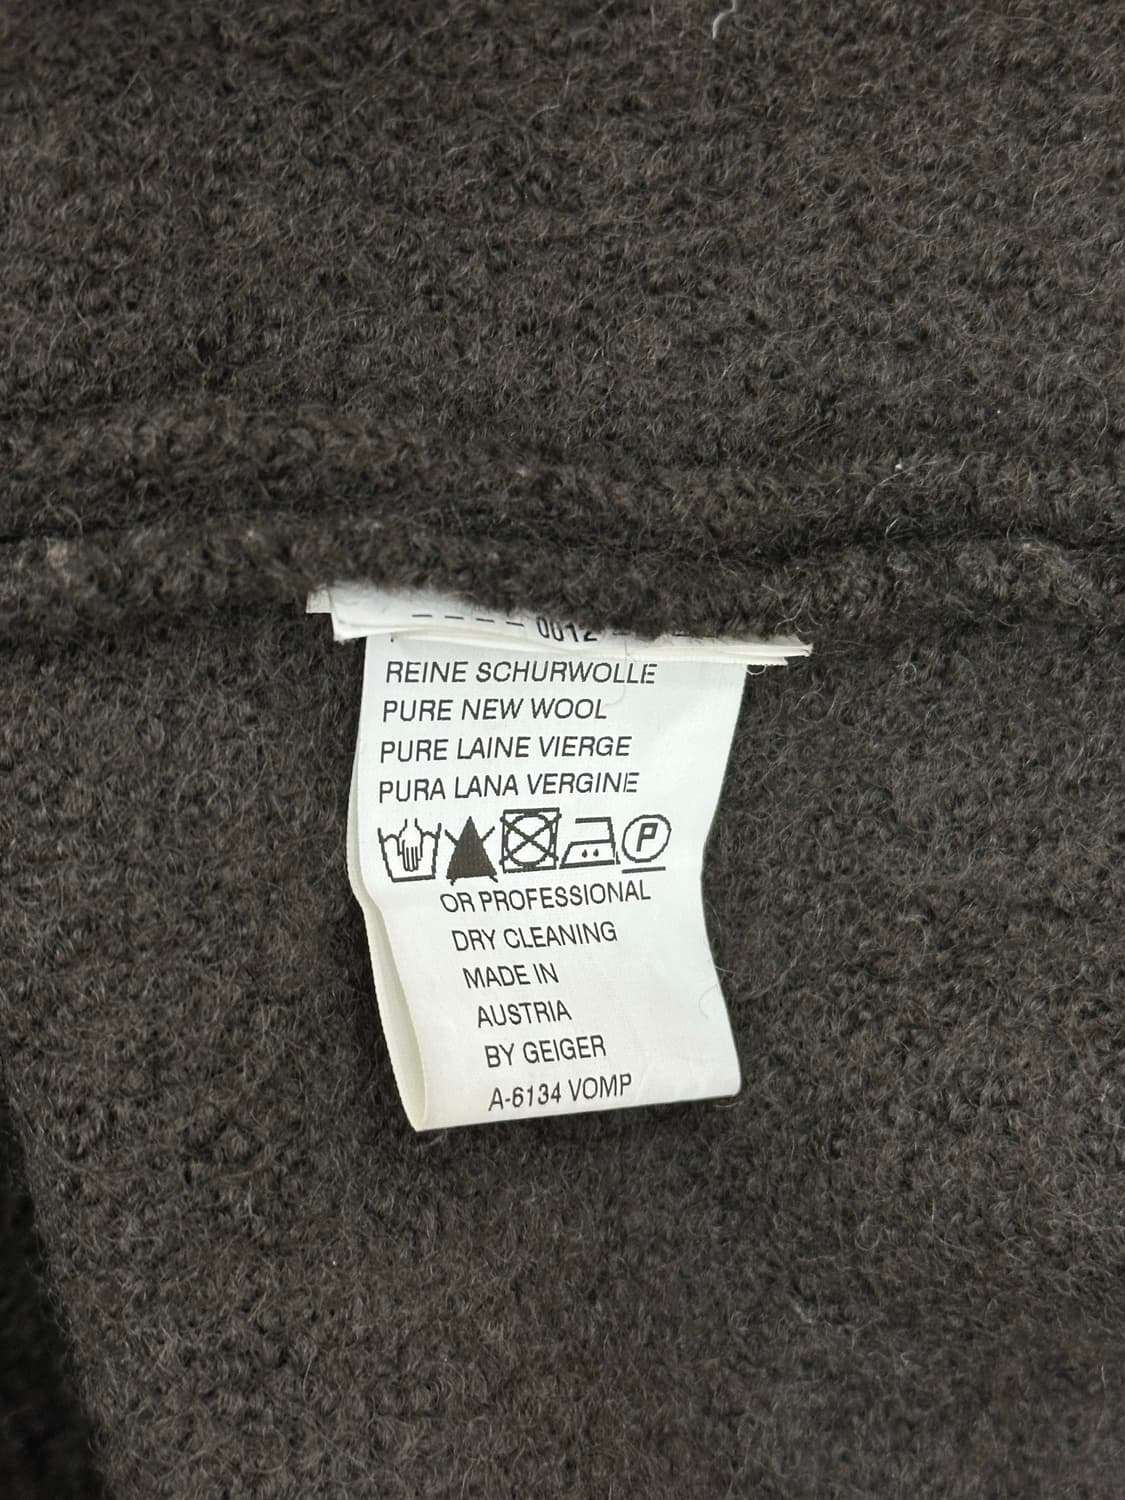 0012
REINE SCHURWOLLE
PURE NEW WOOL
PURE LAINE VIERGE
PURA LANA VERGINE
P
OR PROFESSIONAL
DRY CLEANING
MADE IN
AUSTRIA
BY GEIGER
A-6134 VOMP